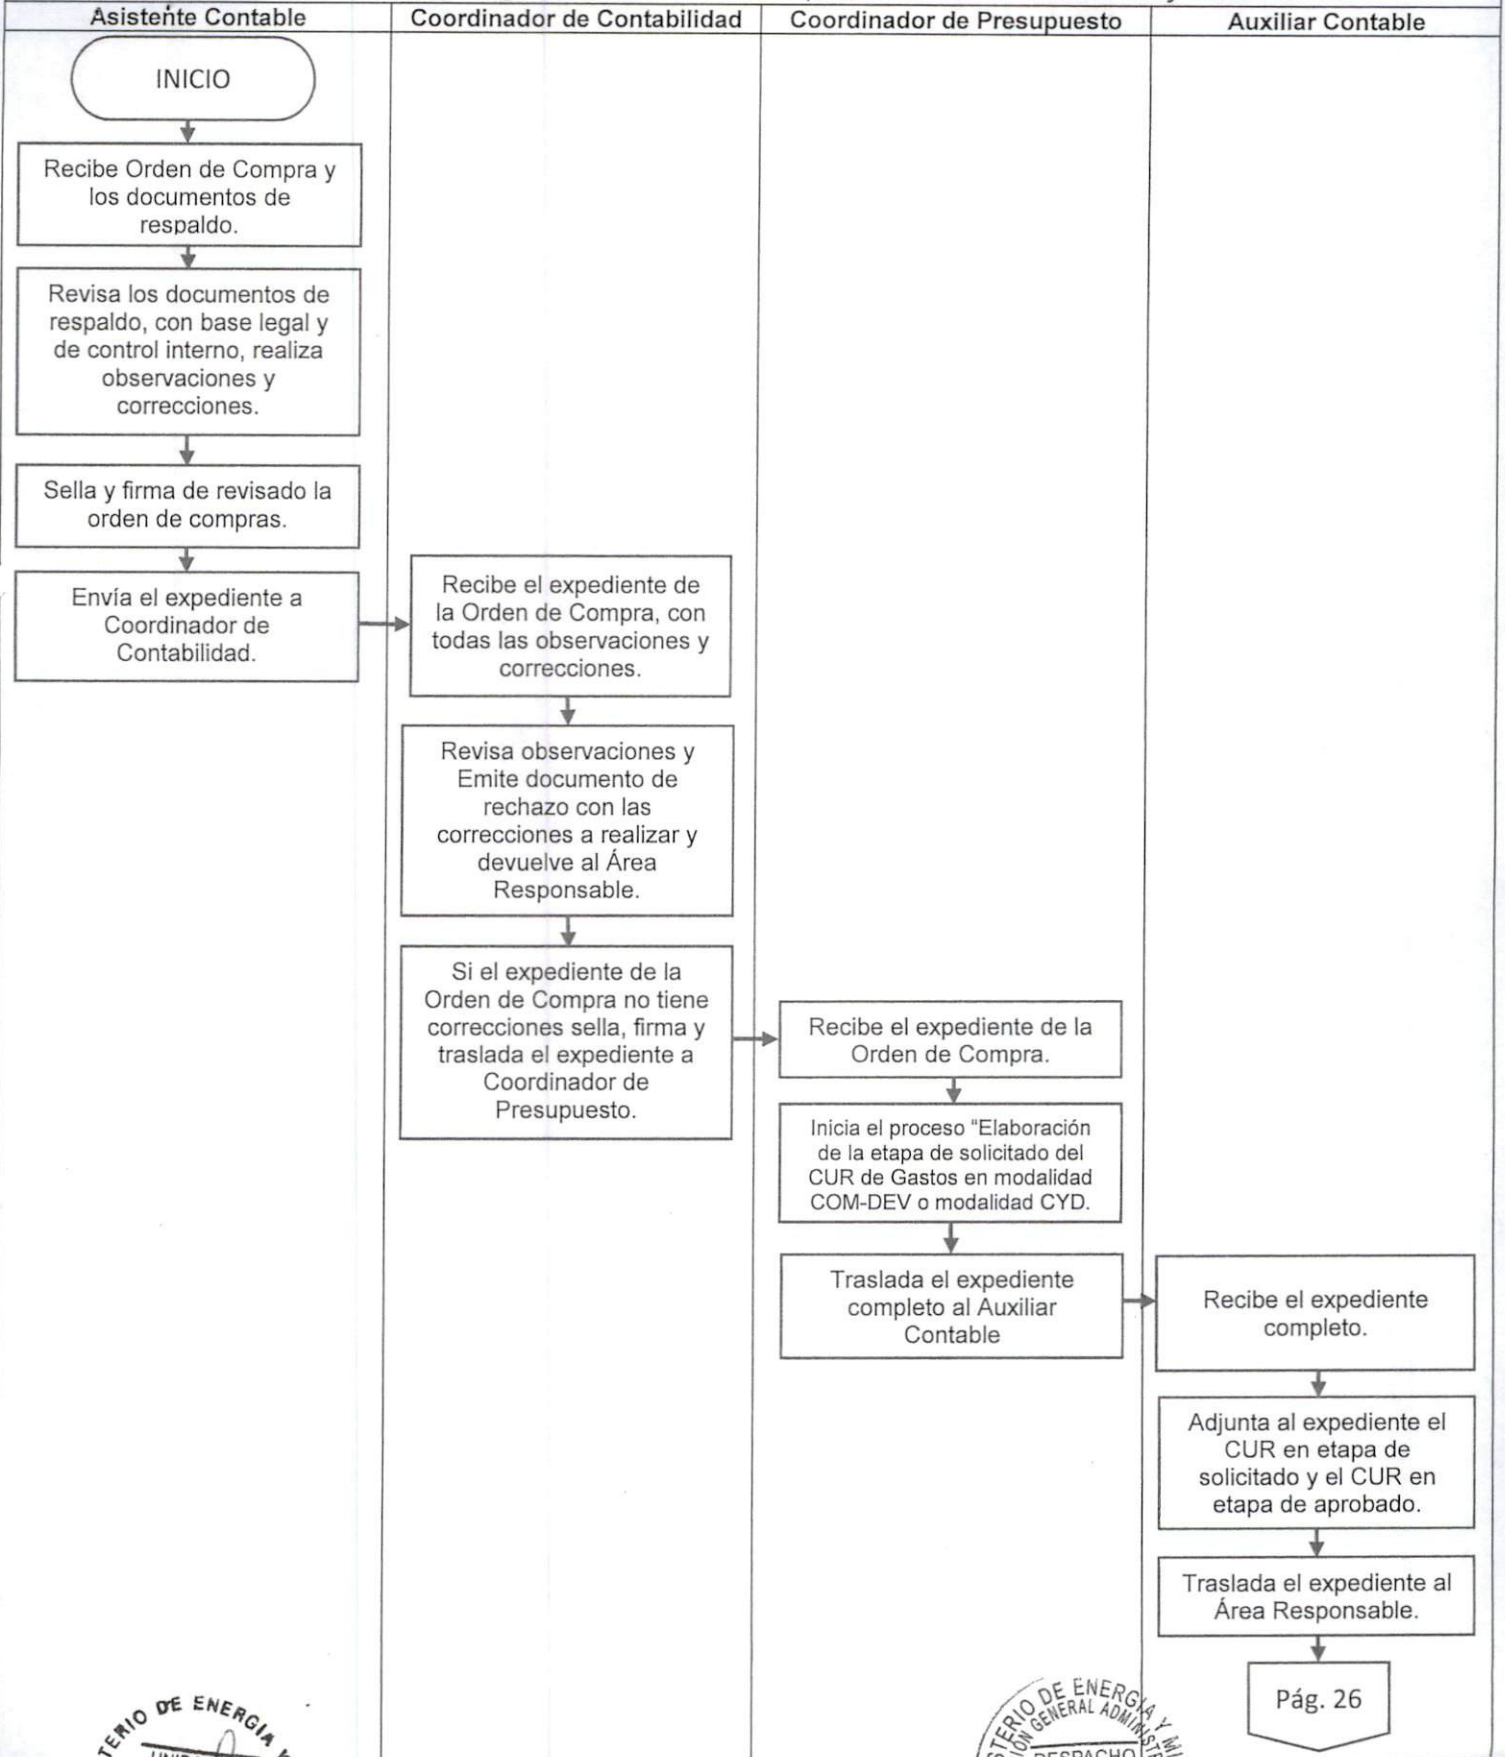 Asistente Contable
Coordinador de Contabilidad
Coordinador de Presupuesto
Auxiliar Contable
INICIO
Recibe Orden de Compra y
los documentos de
respaldo.
Revisa los documentos de
respaldo, con base legal y
de control interno, realiza
observaciones y
correcciones.
Sella y firma de revisado la
orden de compras.
Envía el expediente a
Coordinador de
Contabilidad.
Recibe el expediente de
la Orden de Compra, con
todas las observaciones y
correcciones.
Revisa observaciones y
Emite documento de
rechazo con las
correcciones a realizar y
devuelve al Área
Responsable.
Si el expediente de la
Orden de Compra no tiene
correcciones sella, firma y
traslada el expediente a
Coordinador de
Presupuesto.
Recibe el expediente de la
Orden de Compra.
Inicia el proceso “Elaboración
de la etapa de solicitado del
CUR de Gastos en modalidad
COM-DEV o modalidad CYD.
Traslada el expediente
completo al Auxiliar
Contable
Recibe el expediente
completo.
Adjunta al expediente el
CUR en etapa de
solicitado y el CUR en
etapa de aprobado.
Traslada el expediente al
Área Responsable.
Pág. 26
DE ENERGIA
DE ENERGIA Y
GENERAL
DESPACHO